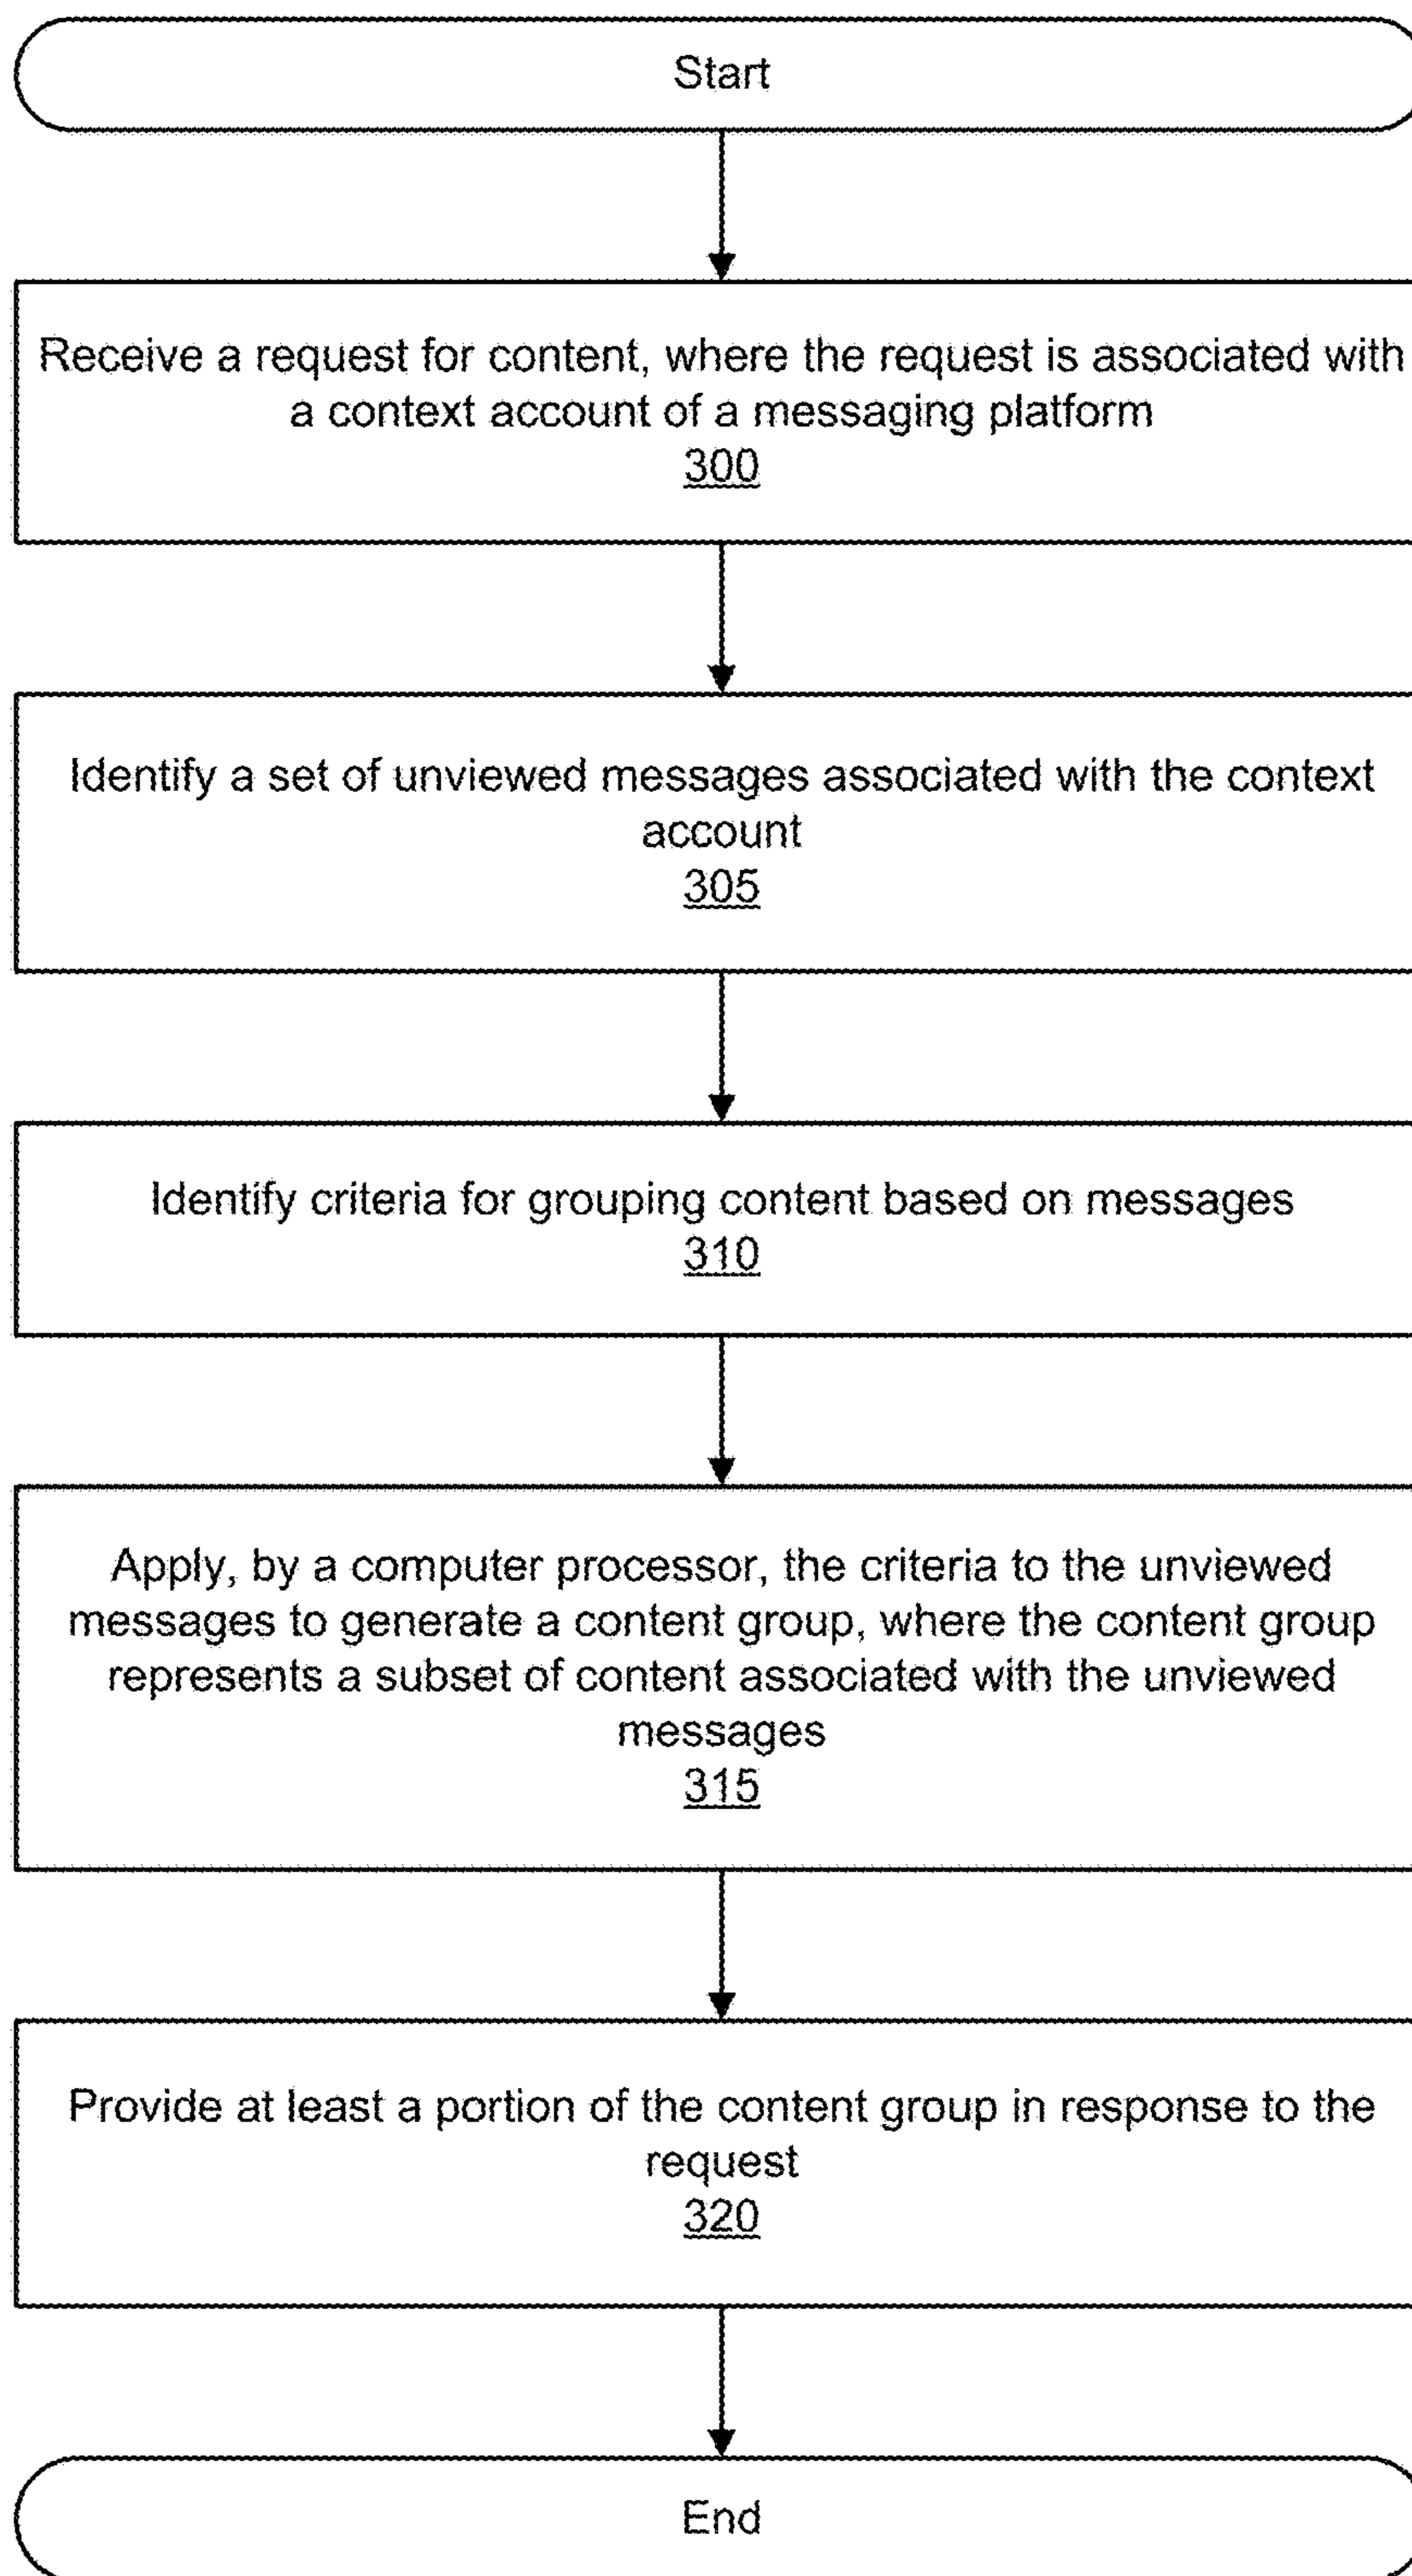 Start
Receive a request for content, where the request is associated with
a context account of a messaging platform
300
Identify a set of unviewed messages associated with the context
account
305
Identify criteria for grouping content based on messages
310
Apply, by a computer processor, the criteria to the unviewed
messages to generate a content group, where the content group
represents a subset of content associated with the unviewed
messages
315
Provide at least a portion of the content group in response to the
request
320
End